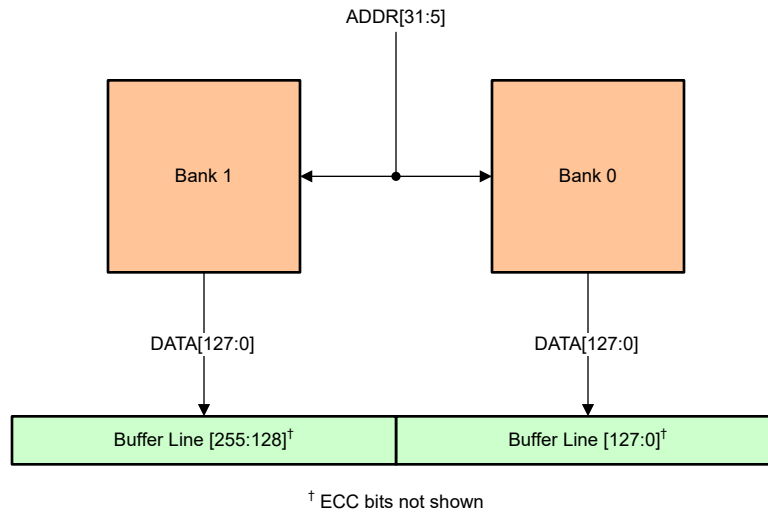 ADDR[31:5]
Bank 1
Bank 0
DATA[127:0]
DATA[127:0]
Buffer Line [255:128]†
Buffer Line [127:0]†
† ECC bits not shown